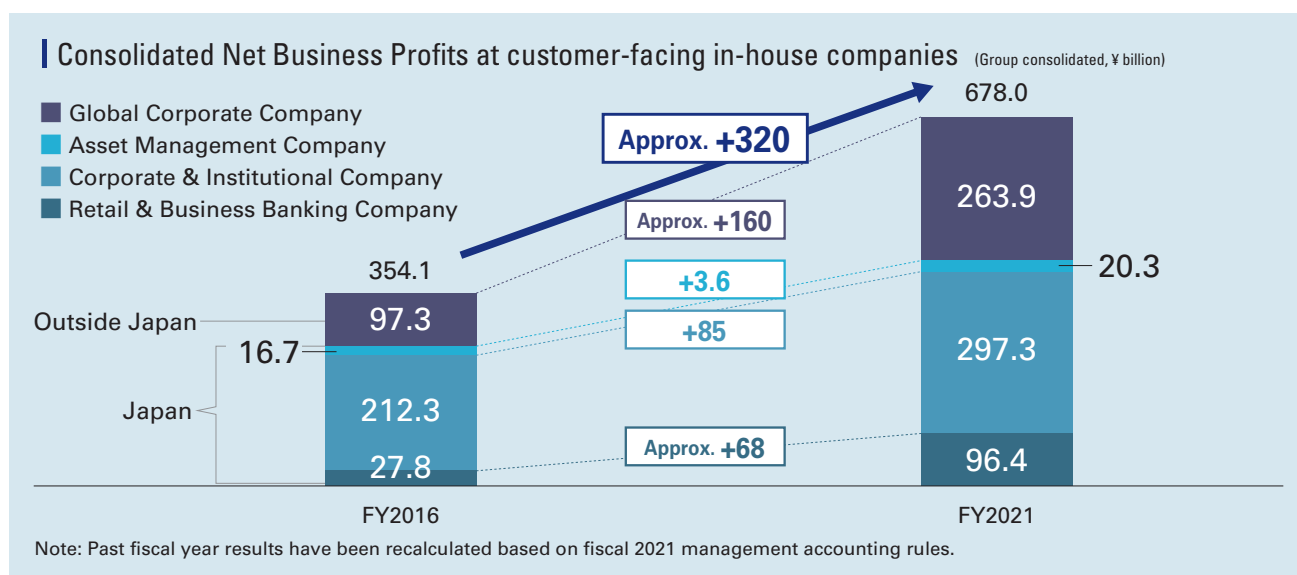 Consolidated Net Business Profits at customer-facing in-house companies (Group consolidated, ¥ billion)
Global Corporate Company
Asset Management Company
Corporate & Institutional Company
Retail & Business Banking Company
678.0
Approx. +320
263.9
Approx. +160
354.1
20.3
+3.6
Outside Japan
97.3
+85
16.7
297.3
Japan
212.3
Approx. +68
27.8
96.4
FY2016
FY2021
Note: Past fiscal year results have been recalculated based on fiscal 2021 management accounting rules.